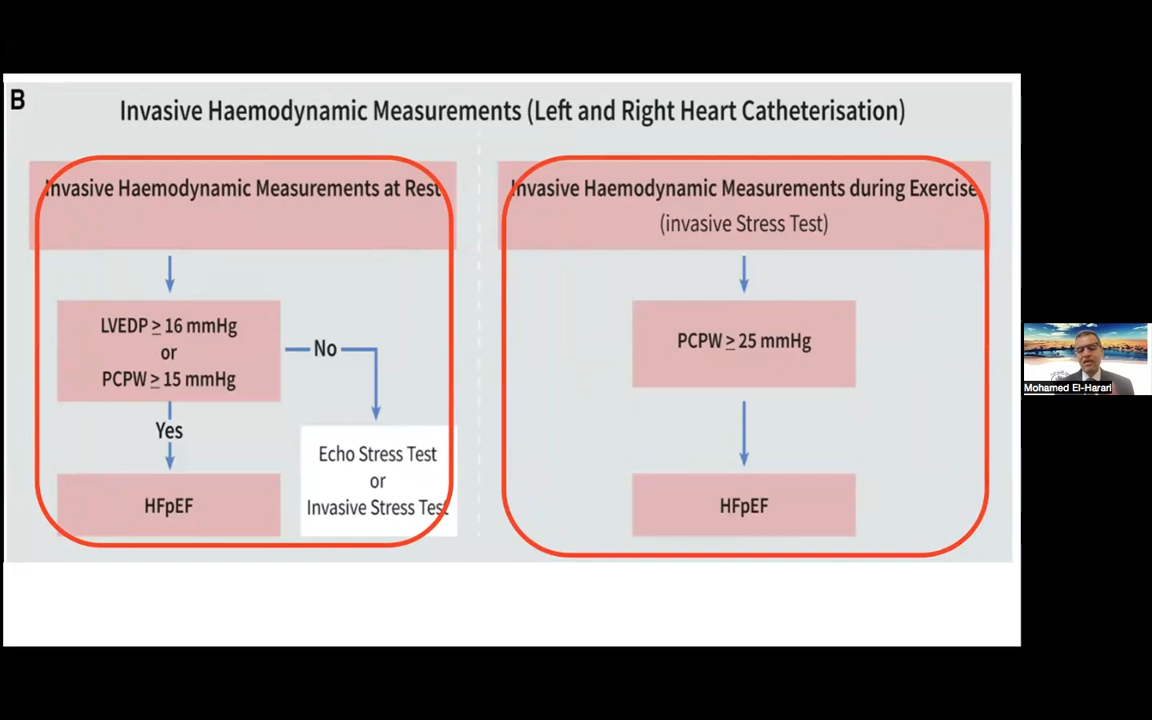 B
Invasive Haemodynamic Measurements (Left and Right Heart Catheterisation)
Invasive Haemodynamic Measurements at Rest
LVEDP ≥ 16 mmHg
or
PCPW ≥ 15 mmHg
No
Yes
Echo Stress Test
or
Invasive Stress Test
HFpEF
Invasive Haemodynamic Measurements during Exercise
(invasive Stress Test)
PCPW ≥ 25 mmHg
HFpEF
Mohamed El-Harari